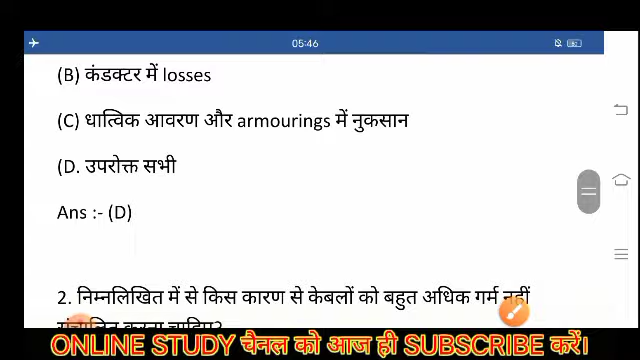 05:46
(B) कंडक्टर में losses
(C) धात्विक आवरण और armourings में नुकसान
(D. उपरोक्त सभी
Ans :- (D)
2. निम्नलिखित में से किस कारण से केबलों को बहुत अधिक गर्म नहीं
संचालित करना चाहिए?
ONLINE STUDY चैनल को आज ही SUBSCRIBE करें।